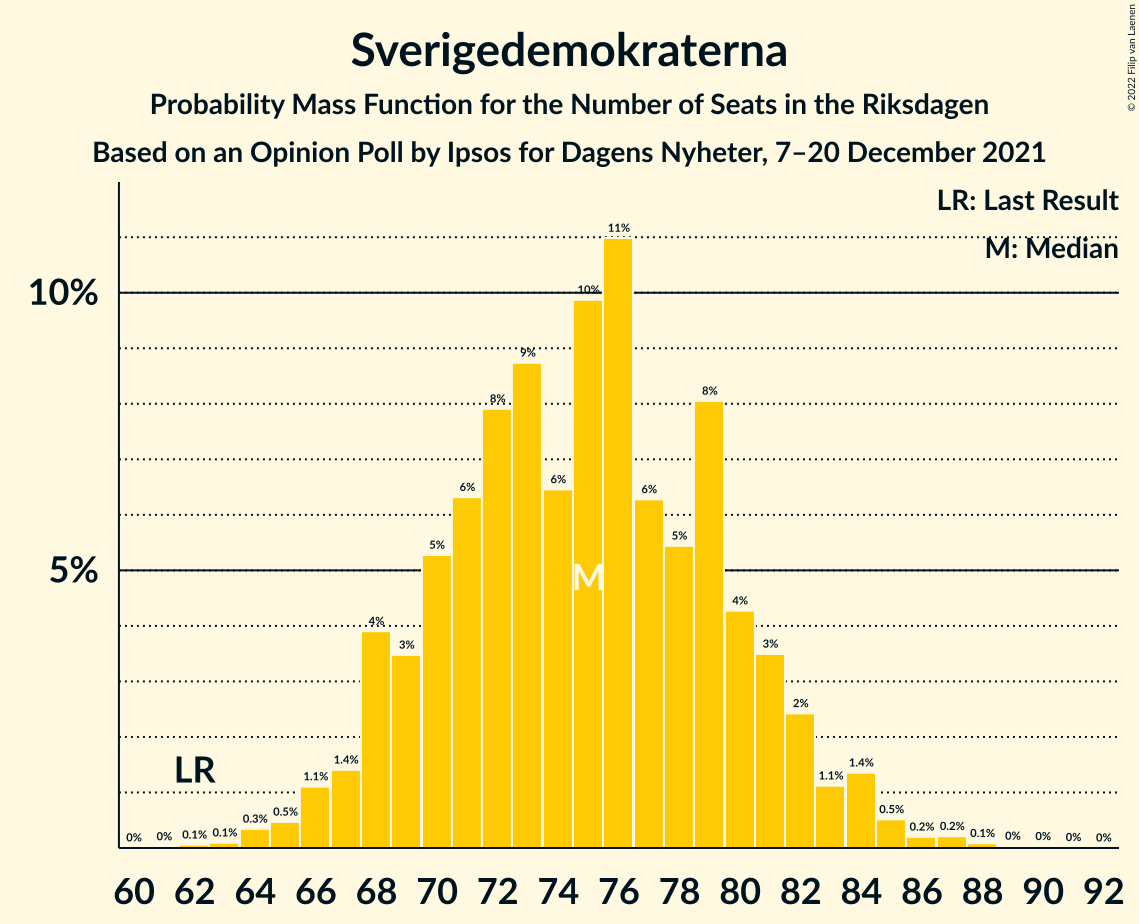 Sverigedemokraterna
Probability Mass Function for the Number of Seats in the Riksdagen
Based on an Opinion Poll by Ipsos for Dagens Nyheter, 7–20 December 2021
© 2022 Filip van Laenen
LR: Last Result
M: Median
10%
5%
0% 0% 0.1% 0.1% 0.3% 0.5% 1.1% 1.4% 4% 3% 5% 6% 8% 9% 6% 10% 11% 6% 5% 8% 4% 3% 2% 1.1% 1.4% 0.5% 0.2% 0.2% 0.1% 0% 0% 0% 0%
LR
M
60 62 64 66 68 70 72 74 76 78 80 82 84 86 88 90 92